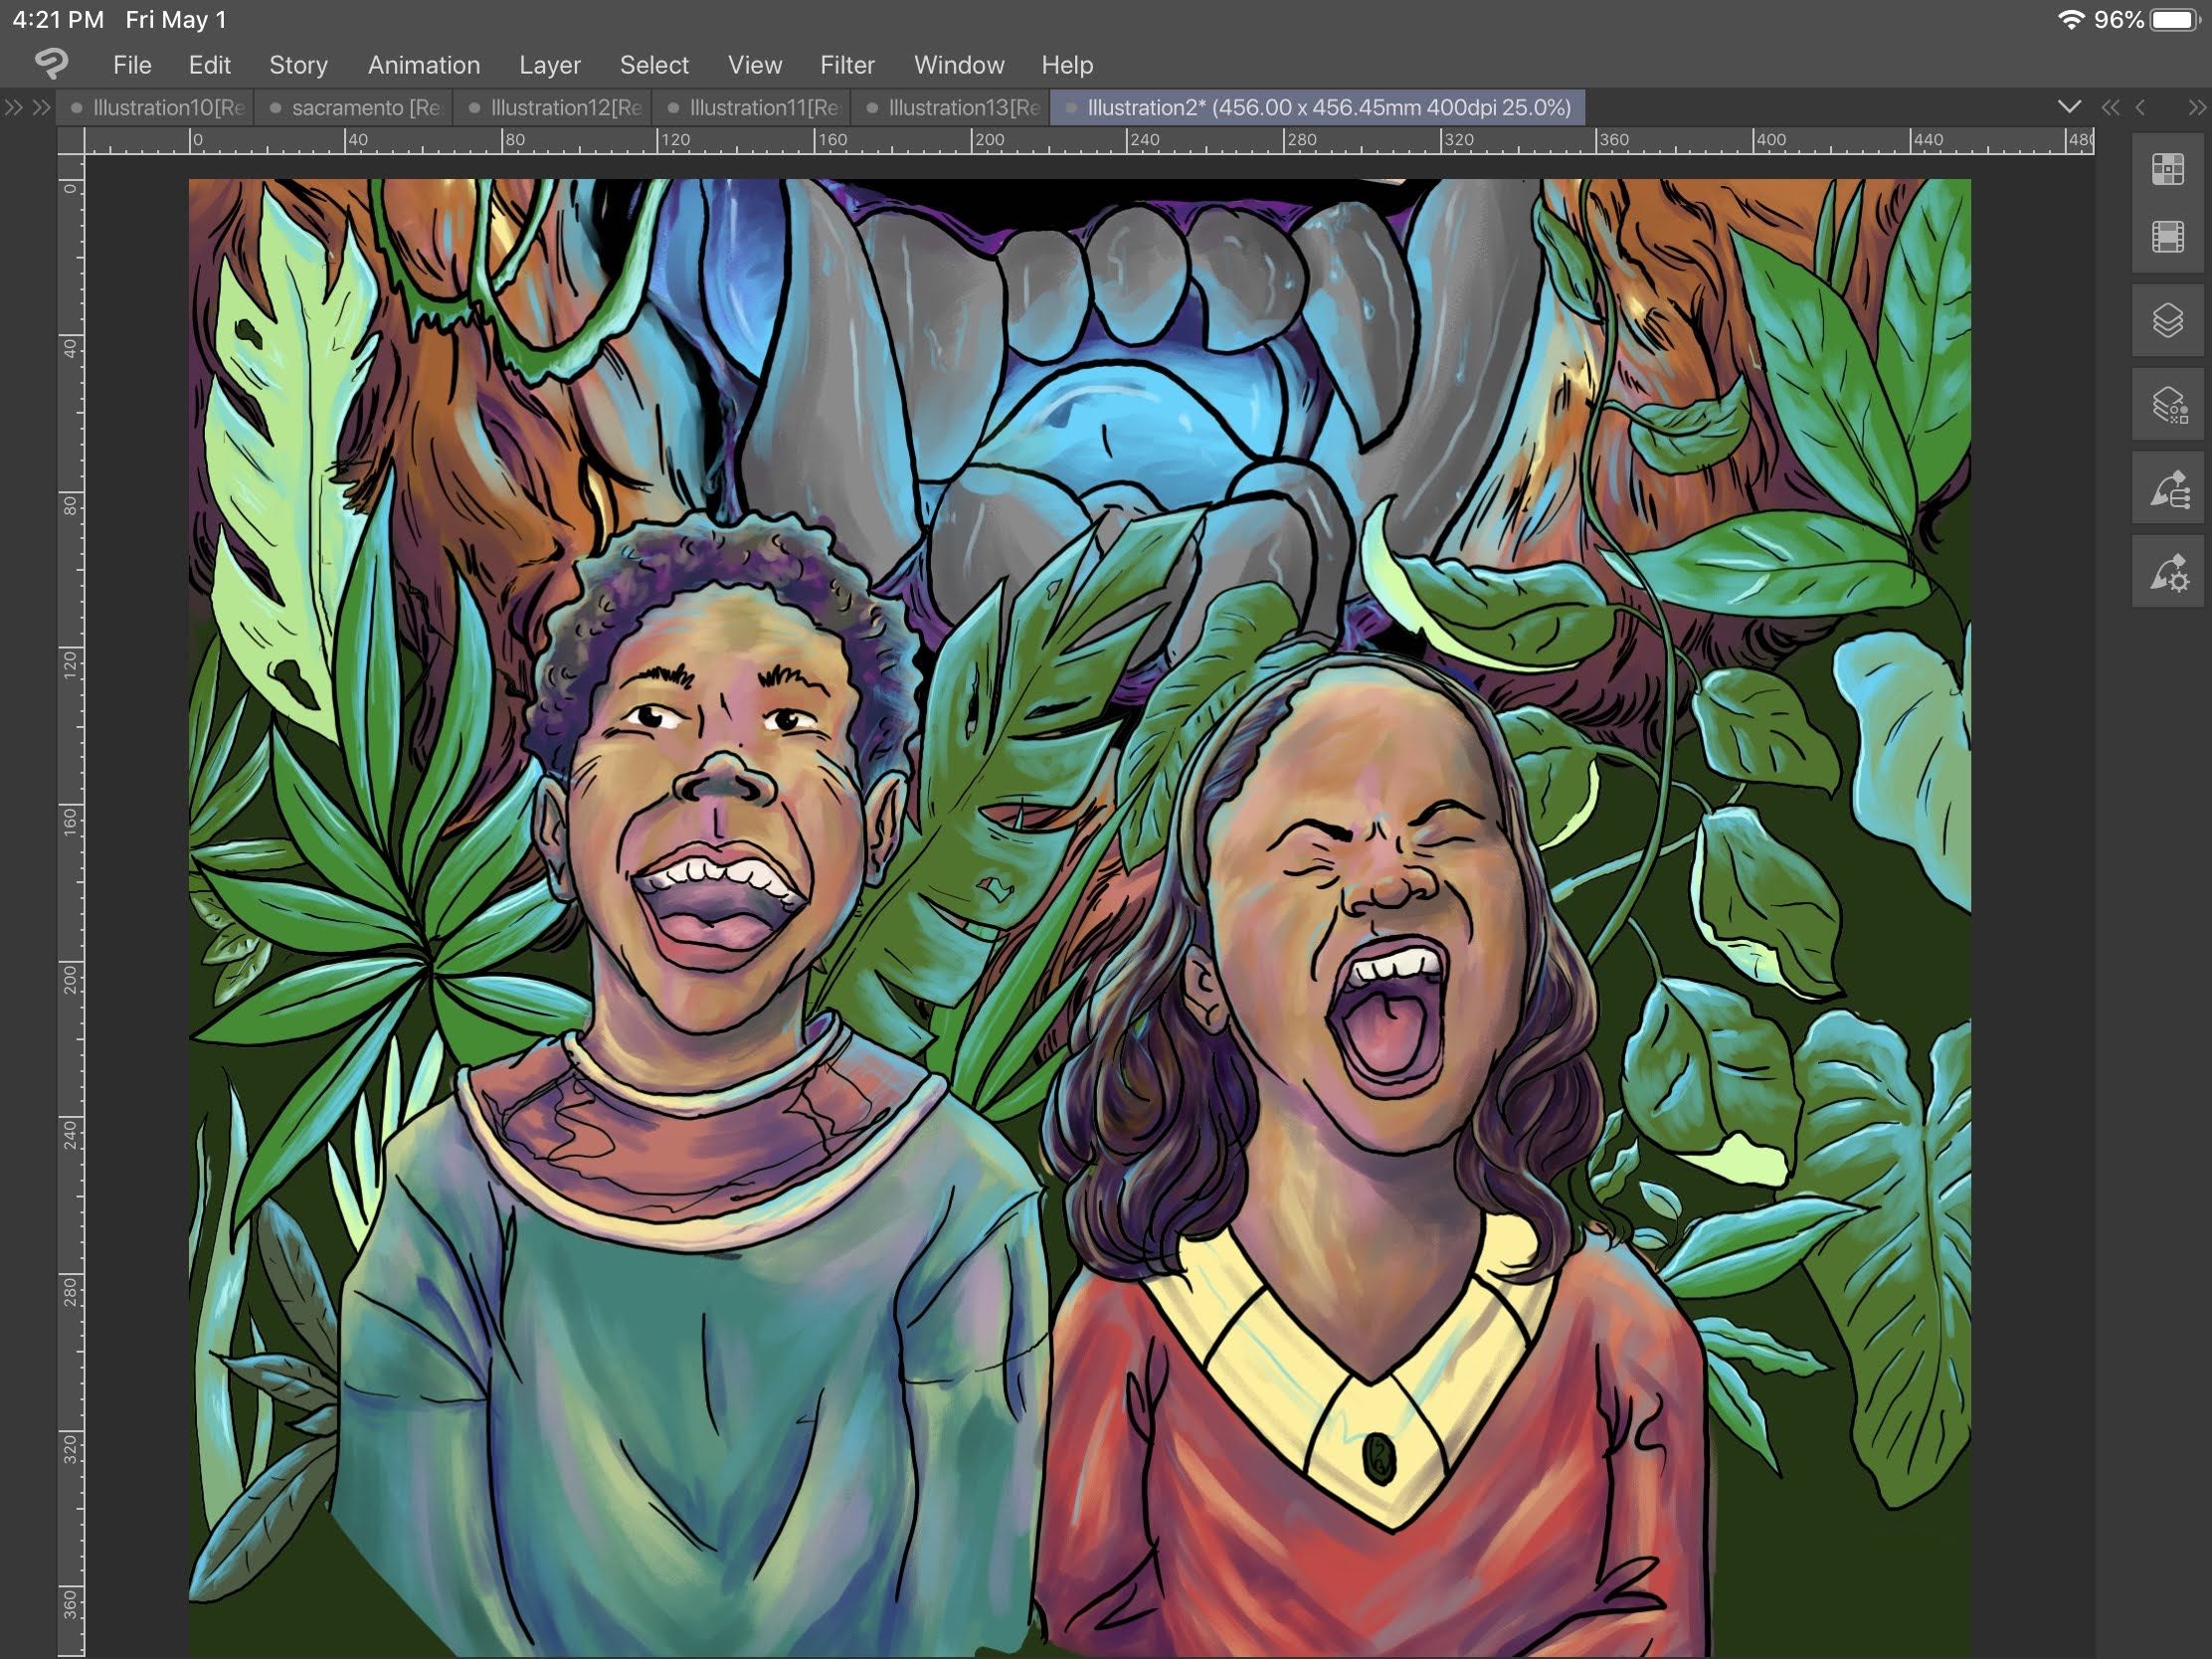 4:21 PM Fri May 1 96%
File Edit Story Animation Layer Select View Filter Window Help
Illustration10[Re sacramento [Re Illustration12[Re Illustration11[Re Illustration13[Re Illustration2* (456.00 x 456.45mm 400dpi 25.0%)
0 40 80 120 160 200 240 280 320 360 400 440 480
0
40
80
120
160
200
240
280
320
360